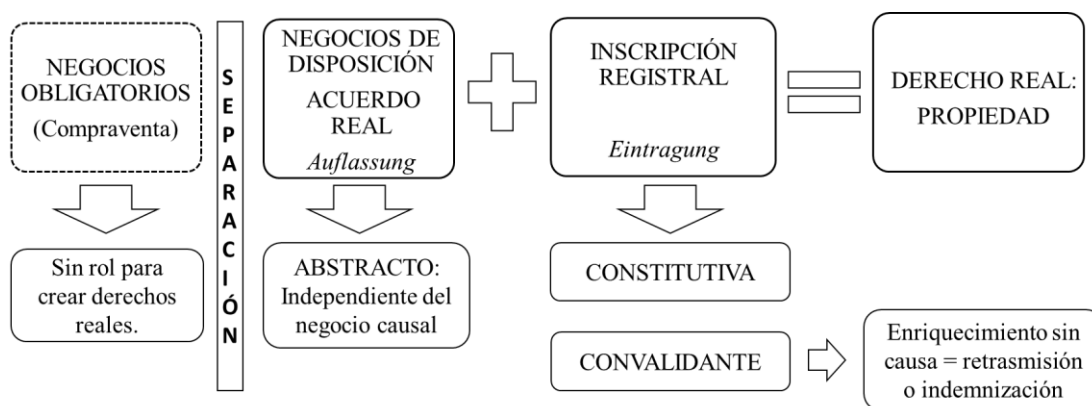 NEGOCIOS
OBLIGATORIOS
(Compraventa)
SEPARACIÓN
NEGOCIOS DE
DISPOSICIÓN
ACUERDO
REAL
Auflassung
INSCRIPCIÓN
REGISTRAL
Eintragung
DERECHO REAL:
PROPIEDAD
Sin rol para
crear derechos
reales.
ABSTRACTO:
Independiente del
negocio causal
CONSTITUTIVA
CONVALIDANTE
Enriquecimiento sin
causa = retrasmisión
o indemnización